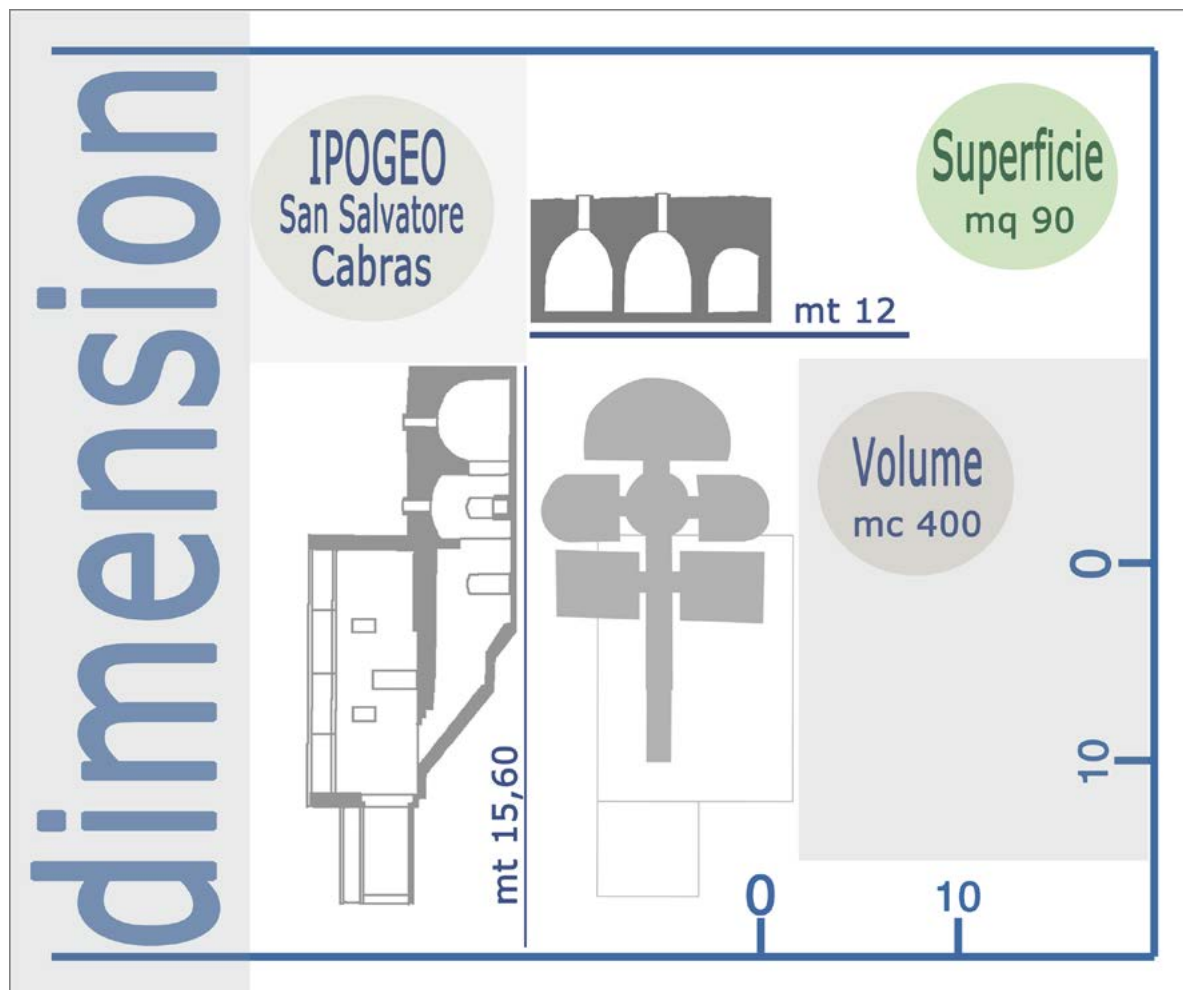 dimension
IPOGEO
San Salvatore
Cabras
Superficie
mq 90
mt 12
Volume
mc 400
mt 15,60
0
10
0
10